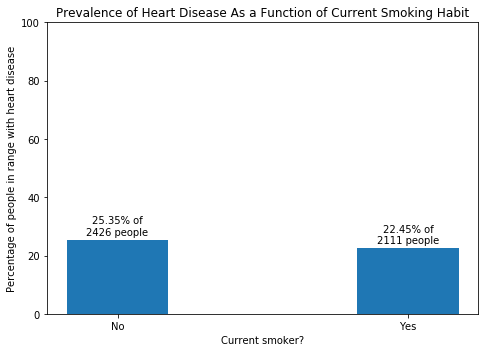 Prevalence of Heart Disease As a Function of Current Smoking Habit
Percentage of people in range with heart disease
100
80
60
40
20
0
25.35% of
2426 people
22.45% of
2111 people
No
Yes
Current smoker?